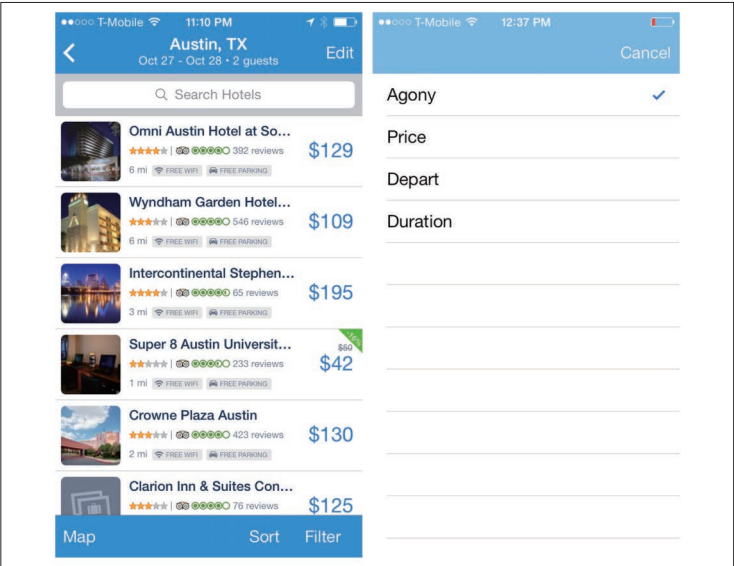 T-Mobile 11:10 PM
Austin, TX
Oct 27 - Oct 28 • 2 guests
Edit
Search Hotels
Omni Austin Hotel at So...
392 reviews
$129
6 mi FREE WIFI FREE PARKING
Wyndham Garden Hotel...
546 reviews
$109
6 mi FREE WIFI FREE PARKING
Intercontinental Stephen...
65 reviews
$195
3 mi FREE WIFI FREE PARKING
Super 8 Austin Universit...
233 reviews
-16%
$50
$42
1 mi FREE WIFI FREE PARKING
Crowne Plaza Austin
423 reviews
$130
2 mi FREE WIFI FREE PARKING
Clarion Inn & Suites Con...
76 reviews
$125
Map Sort Filter
T-Mobile 12:37 PM
Cancel
Agony
Price
Depart
Duration